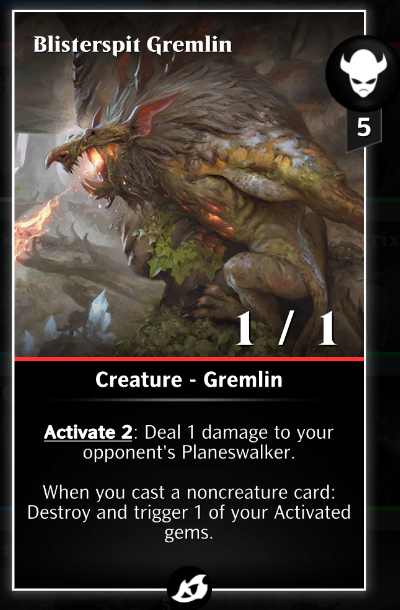 Blisterspit Gremlin
5
1 / 1
Creature - Gremlin
Activate 2: Deal 1 damage to your
opponent's Planeswalker.
When you cast a noncreature card:
Destroy and trigger 1 of your Activated
gems.